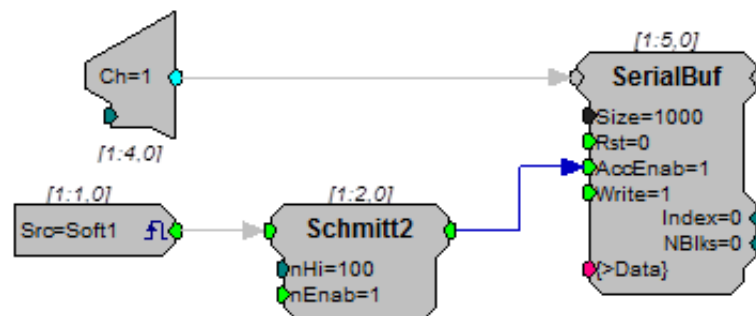 [1:5,0]
Ch=1
SerialBuf
Size=1000
Rst=0
[1:4,0]
AccEnab=1
[1:1,0]
[1:2,0]
Write=1
Index=0
Src=Soft1
Schmitt2
NBlks=0
nHi=100
{>Data}
nEnab=1